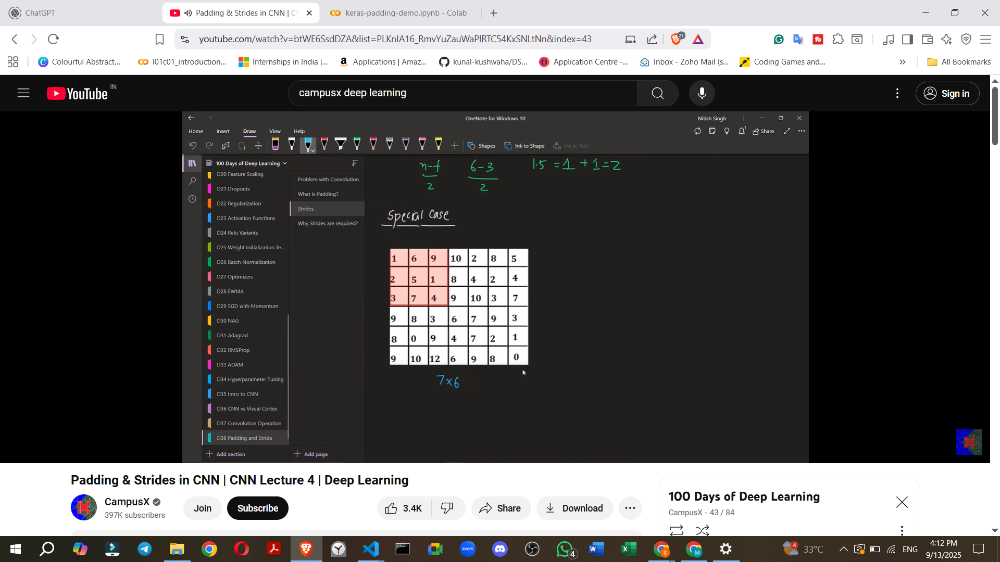 ChatGPT
Padding & Strides in CNN | C
keras-padding-demo.ipynb - Colab
youtube.com/watch?v=btWE6SsdDZA&list=PLKnIA16_RmvYuZauWaPlRTC54KxSNLtNn&index=43
21
Colourful Abstract...
l01c01_introduction...
Internships in India |...
Applications | Amaz...
kunal-kushwaha/DS...
Application Centre -...
Inbox - Zoho Mail (s...
Coding Games and...
All Bookmarks
YouTube IN
campusx deep learning
Sign in
OneNote for Windows 10
Nitish Singh
Home Insert Draw View Help
Share
Shapes
Ink to Shape
Ink to Text
100 Days of Deep Learning
D20 Feature Scaling
D21 Dropouts
D22 Regularization
D23 Activation Functions
D24 Relu Variants
D25 Weight Initialization Te...
D26 Batch Normalization
D27 Optimizers
D28 EWMA
D29 SGD with Momentum
D30 NAG
D31 Adagrad
D32 RMSProp
D33 ADAM
D34 Hyperparameter Tuning
D35 Intro to CNN
D36 CNN vs Visual Cortex
D37 Convolution Operation
D38 Padding and Stride
Add section
Problem with Convolution
What is Padding?
Strides
Why Strides are required?
Add page
n-f
2
6-3
2
1.5 = 1 + 1 = 2
Special Case
1 6 9 10 2 8 5
2 5 1 8 4 2 4
3 7 4 9 10 3 7
9 8 3 6 7 9 3
8 0 9 4 7 2 1
9 10 12 6 9 8 0
7x6
Padding & Strides in CNN | CNN Lecture 4 | Deep Learning
CampusX
397K subscribers
Join
Subscribe
3.4K
Share
Download
100 Days of Deep Learning
CampusX - 43 / 84
zoom
4
4
33°C
ENG
4:12 PM
9/13/2025